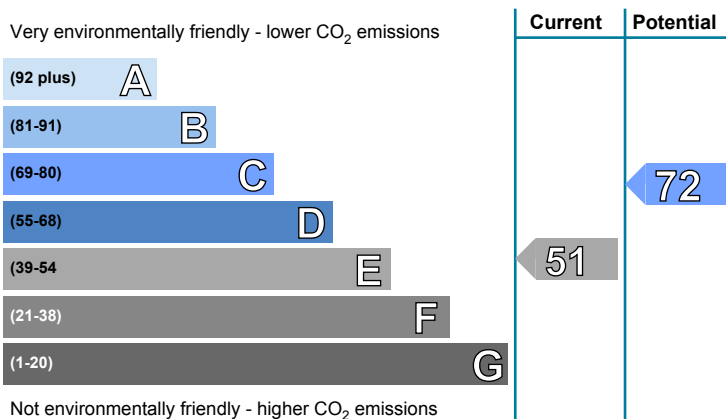 Current Potential
Very environmentally friendly - lower CO2 emissions
(92 plus) A
(81-91) B
(69-80) C
72
(55-68) D
(39-54 E
51
(21-38) F
(1-20) G
Not environmentally friendly - higher CO2 emissions